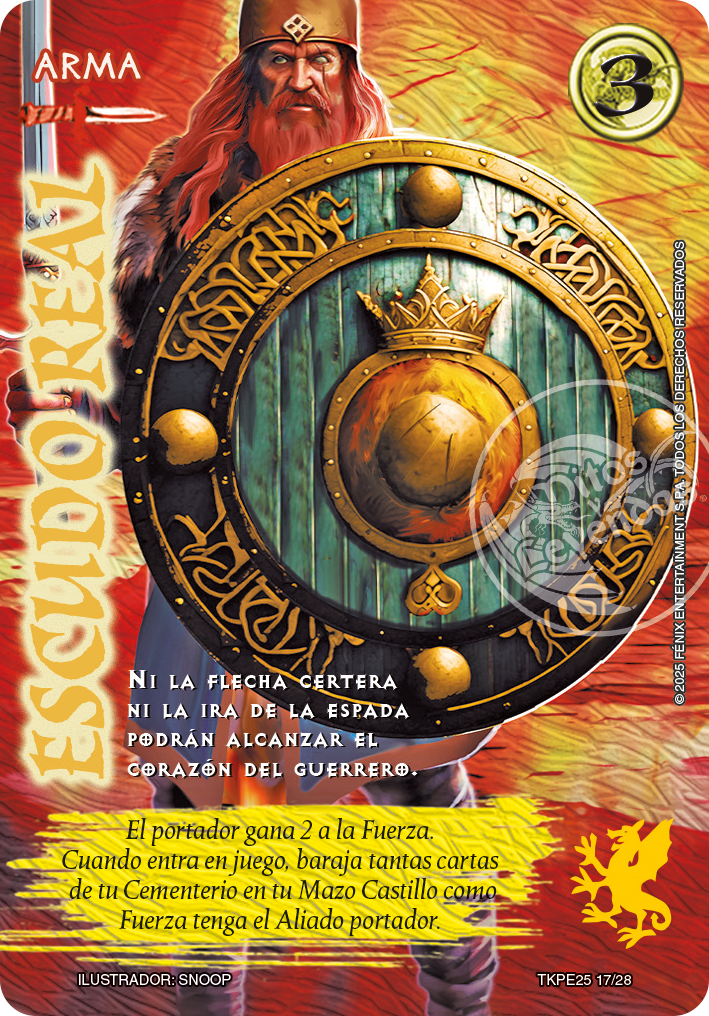 ARMA
3
ESCUDO REAL
Ni la flecha certera
ni la ira de la espada
podrán alcanzar el
corazón del guerrero.
El portador gana 2 a la Fuerza.
Cuando entra en juego, baraja tantas cartas
de tu Cementerio en tu Mazo Castillo como
Fuerza tenga el Aliado portador.
ILUSTRADOR: SNOOP
TKPE25 17/28
© 2025 FÉNIX ENTERTAINMENT S.P.A. TODOS LOS DERECHOS RESERVADOS
Mitos
y
Leyendas
®